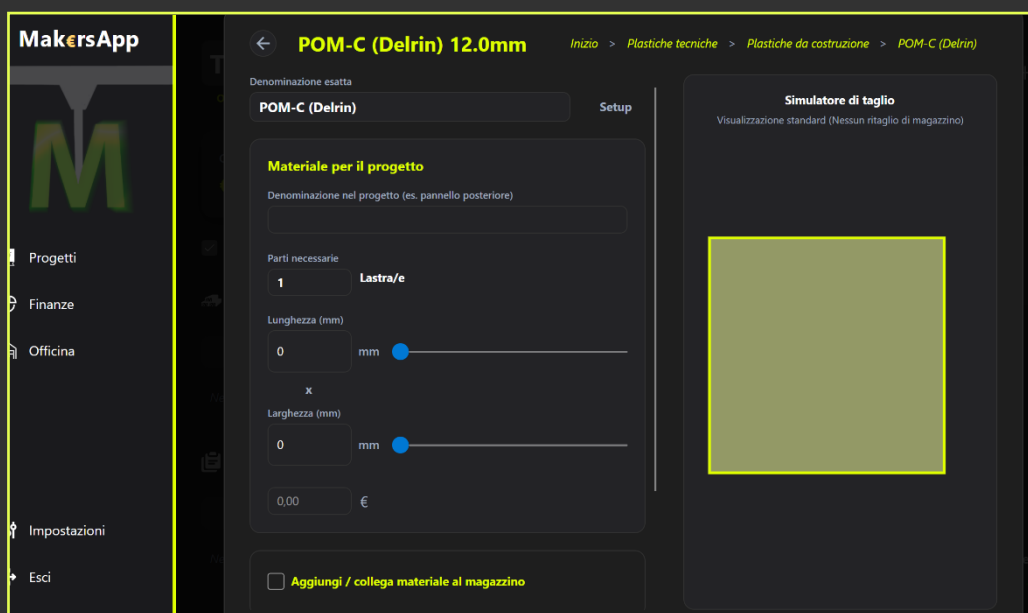 MakersApp
POM-C (Delrin) 12.0mm
Inizio > Plastiche tecniche > Plastiche da costruzione > POM-C (Delrin)
Denominazione esatta
POM-C (Delrin)
Setup
Materiale per il progetto
Denominazione nel progetto (es. pannello posteriore)
Parti necessarie
1
Lastra/e
Lunghezza (mm)
0
mm
x
Larghezza (mm)
0
mm
0,00
€
Aggiungi / collega materiale al magazzino
Simulatore di taglio
Visualizzazione standard (Nessun ritaglio di magazzino)
M
Progetti
Finanze
Officina
Impostazioni
Esci